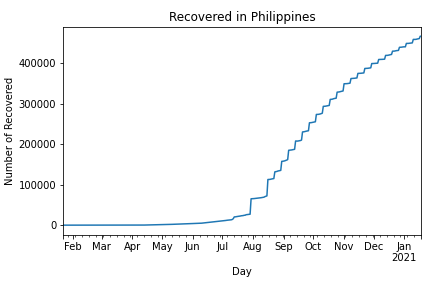 Recovered in Philippines
Number of Recovered
400000
300000
200000
100000
0
Feb Mar Apr May Jun Jul Aug Sep Oct Nov Dec Jan
2021
Day